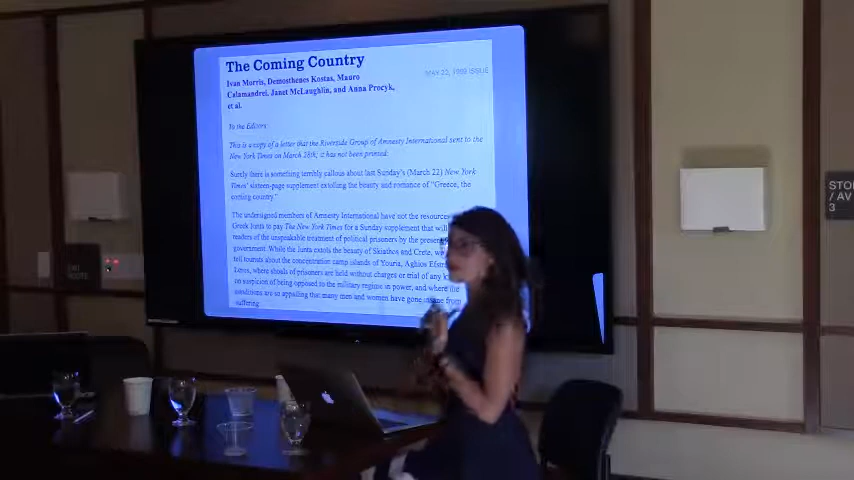 The Coming Country
MAY 22, 1969 ISSUE
Ivan Morris, Demosthenes Kostas, Mauro
Calamandrei, Janet McLaughlin, and Anna Procyk,
et al.
To the Editors:
This is a copy of a letter that the Riverside Group of Amnesty International sent to the
New York Times on March 28th; it has not been printed:
Surely there is something terribly callous about last Sunday's (March 22) New York
Times' sixteen-page supplement extolling the beauty and romance of "Greece, the
coming country."
The undersigned members of Amnesty International have not the resources
Greek Junta to pay The New York Times for a Sunday supplement that will
readers of the unspeakable treatment of political prisoners by the present
government. While the Junta extols the beauty of Skiathos and Crete, we
tell tourists about the concentration camp islands of Youria, Aghios Efstr
Leros, where shoals of prisoners are held without charges or trial of any k
on suspicion of being opposed to the military regime in power, and where the
conditions are so appalling that many men and women have gone insane from
suffering.
STO
/ AV
3